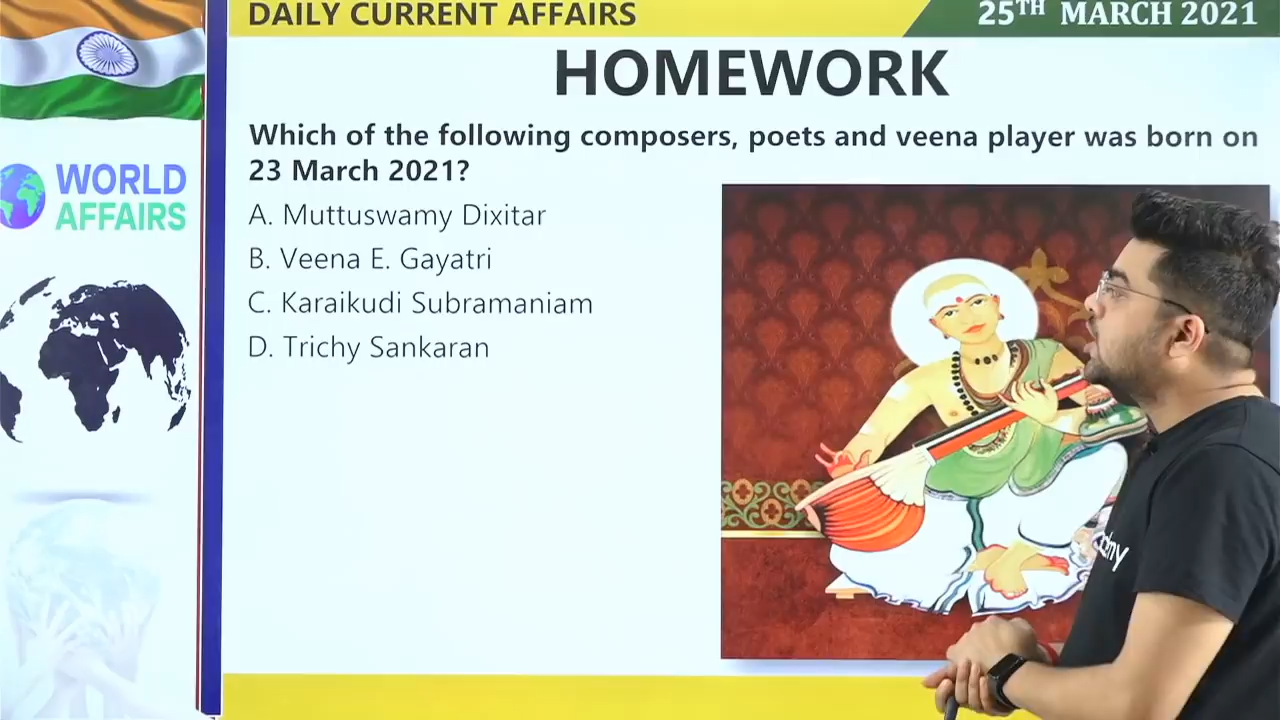 DAILY CURRENT AFFAIRS
25TH MARCH 2021
HOMEWORK
Which of the following composers, poets and veena player was born on
23 March 2021?
A. Muttuswamy Dixitar
B. Veena E. Gayatri
C. Karaikudi Subramaniam
D. Trichy Sankaran
WORLD
AFFAIRS